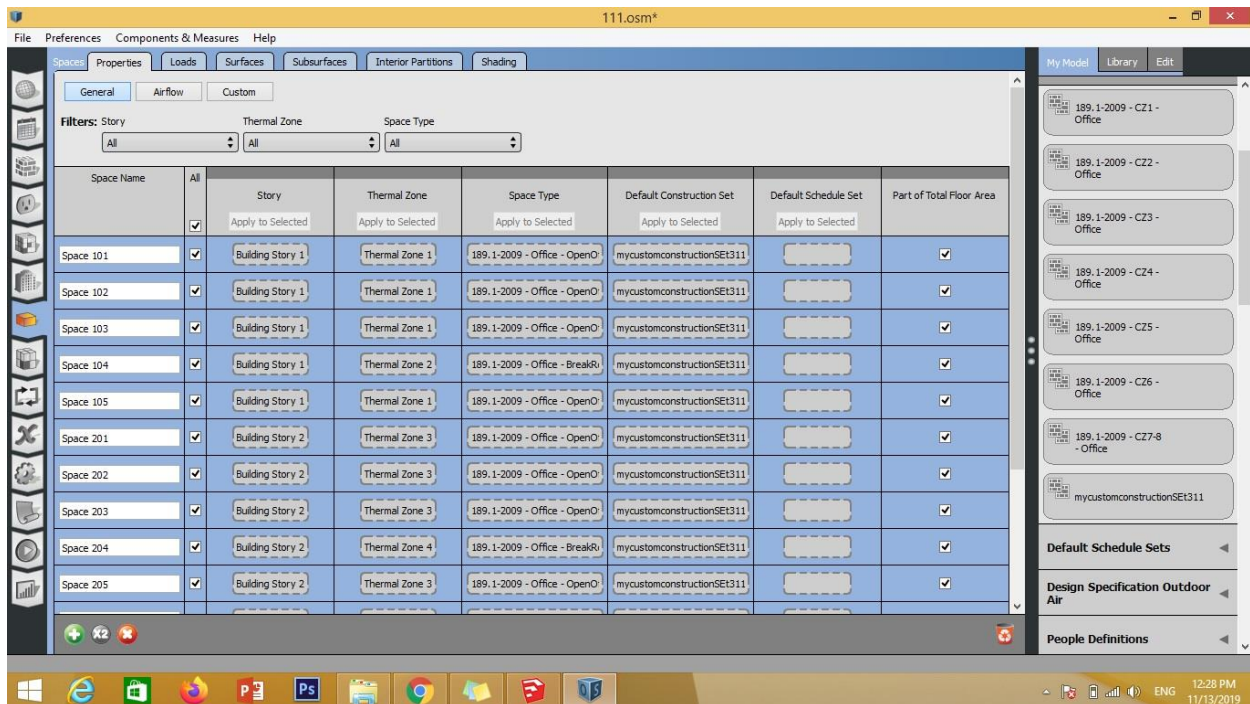 111.osm*
File Preferences Components & Measures Help
Spaces Properties Loads Surfaces Subsurfaces Interior Partitions Shading
My Model Library Edit
General Airflow Custom
Filters: Story Thermal Zone Space Type
All All All
Space Name All Story Thermal Zone Space Type Default Construction Set Default Schedule Set Part of Total Floor Area
Apply to Selected Apply to Selected Apply to Selected Apply to Selected Apply to Selected
Space 101 Building Story 1 Thermal Zone 1 189.1-2009 - Office - OpenO mycustomconstructionSEt311
Space 102 Building Story 1 Thermal Zone 1 189.1-2009 - Office - OpenO mycustomconstructionSEt311
Space 103 Building Story 1 Thermal Zone 1 189.1-2009 - Office - OpenO mycustomconstructionSEt311
Space 104 Building Story 1 Thermal Zone 2 189.1-2009 - Office - BreakR mycustomconstructionSEt311
Space 105 Building Story 1 Thermal Zone 1 189.1-2009 - Office - OpenO mycustomconstructionSEt311
Space 201 Building Story 2 Thermal Zone 3 189.1-2009 - Office - OpenO mycustomconstructionSEt311
Space 202 Building Story 2 Thermal Zone 3 189.1-2009 - Office - OpenO mycustomconstructionSEt311
Space 203 Building Story 2 Thermal Zone 3 189.1-2009 - Office - OpenO mycustomconstructionSEt311
Space 204 Building Story 2 Thermal Zone 4 189.1-2009 - Office - BreakR mycustomconstructionSEt311
Space 205 Building Story 2 Thermal Zone 3 189.1-2009 - Office - OpenO mycustomconstructionSEt311
189.1-2009 - CZ1 -
Office
189.1-2009 - CZ2 -
Office
189.1-2009 - CZ3 -
Office
189.1-2009 - CZ4 -
Office
189.1-2009 - CZ5 -
Office
189.1-2009 - CZ6 -
Office
189.1-2009 - CZ7-8
- Office
mycustomconstructionSEt311
Default Schedule Sets
Design Specification Outdoor
Air
People Definitions
x2
Ps
ENG
12:28 PM
11/13/2019